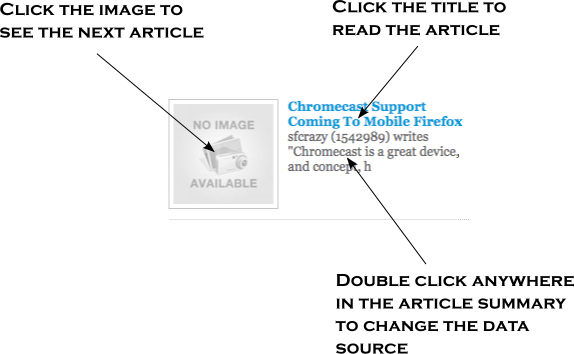 Click the image to
see the next article
Click the title to
read the article
NO IMAGE
AVAILABLE
Chromecast Support
Coming To Mobile Firefox
sfcrazy (1542989) writes
"Chromecast is a great device,
and concept, h
Double click anywhere
in the article summary
to change the data
source